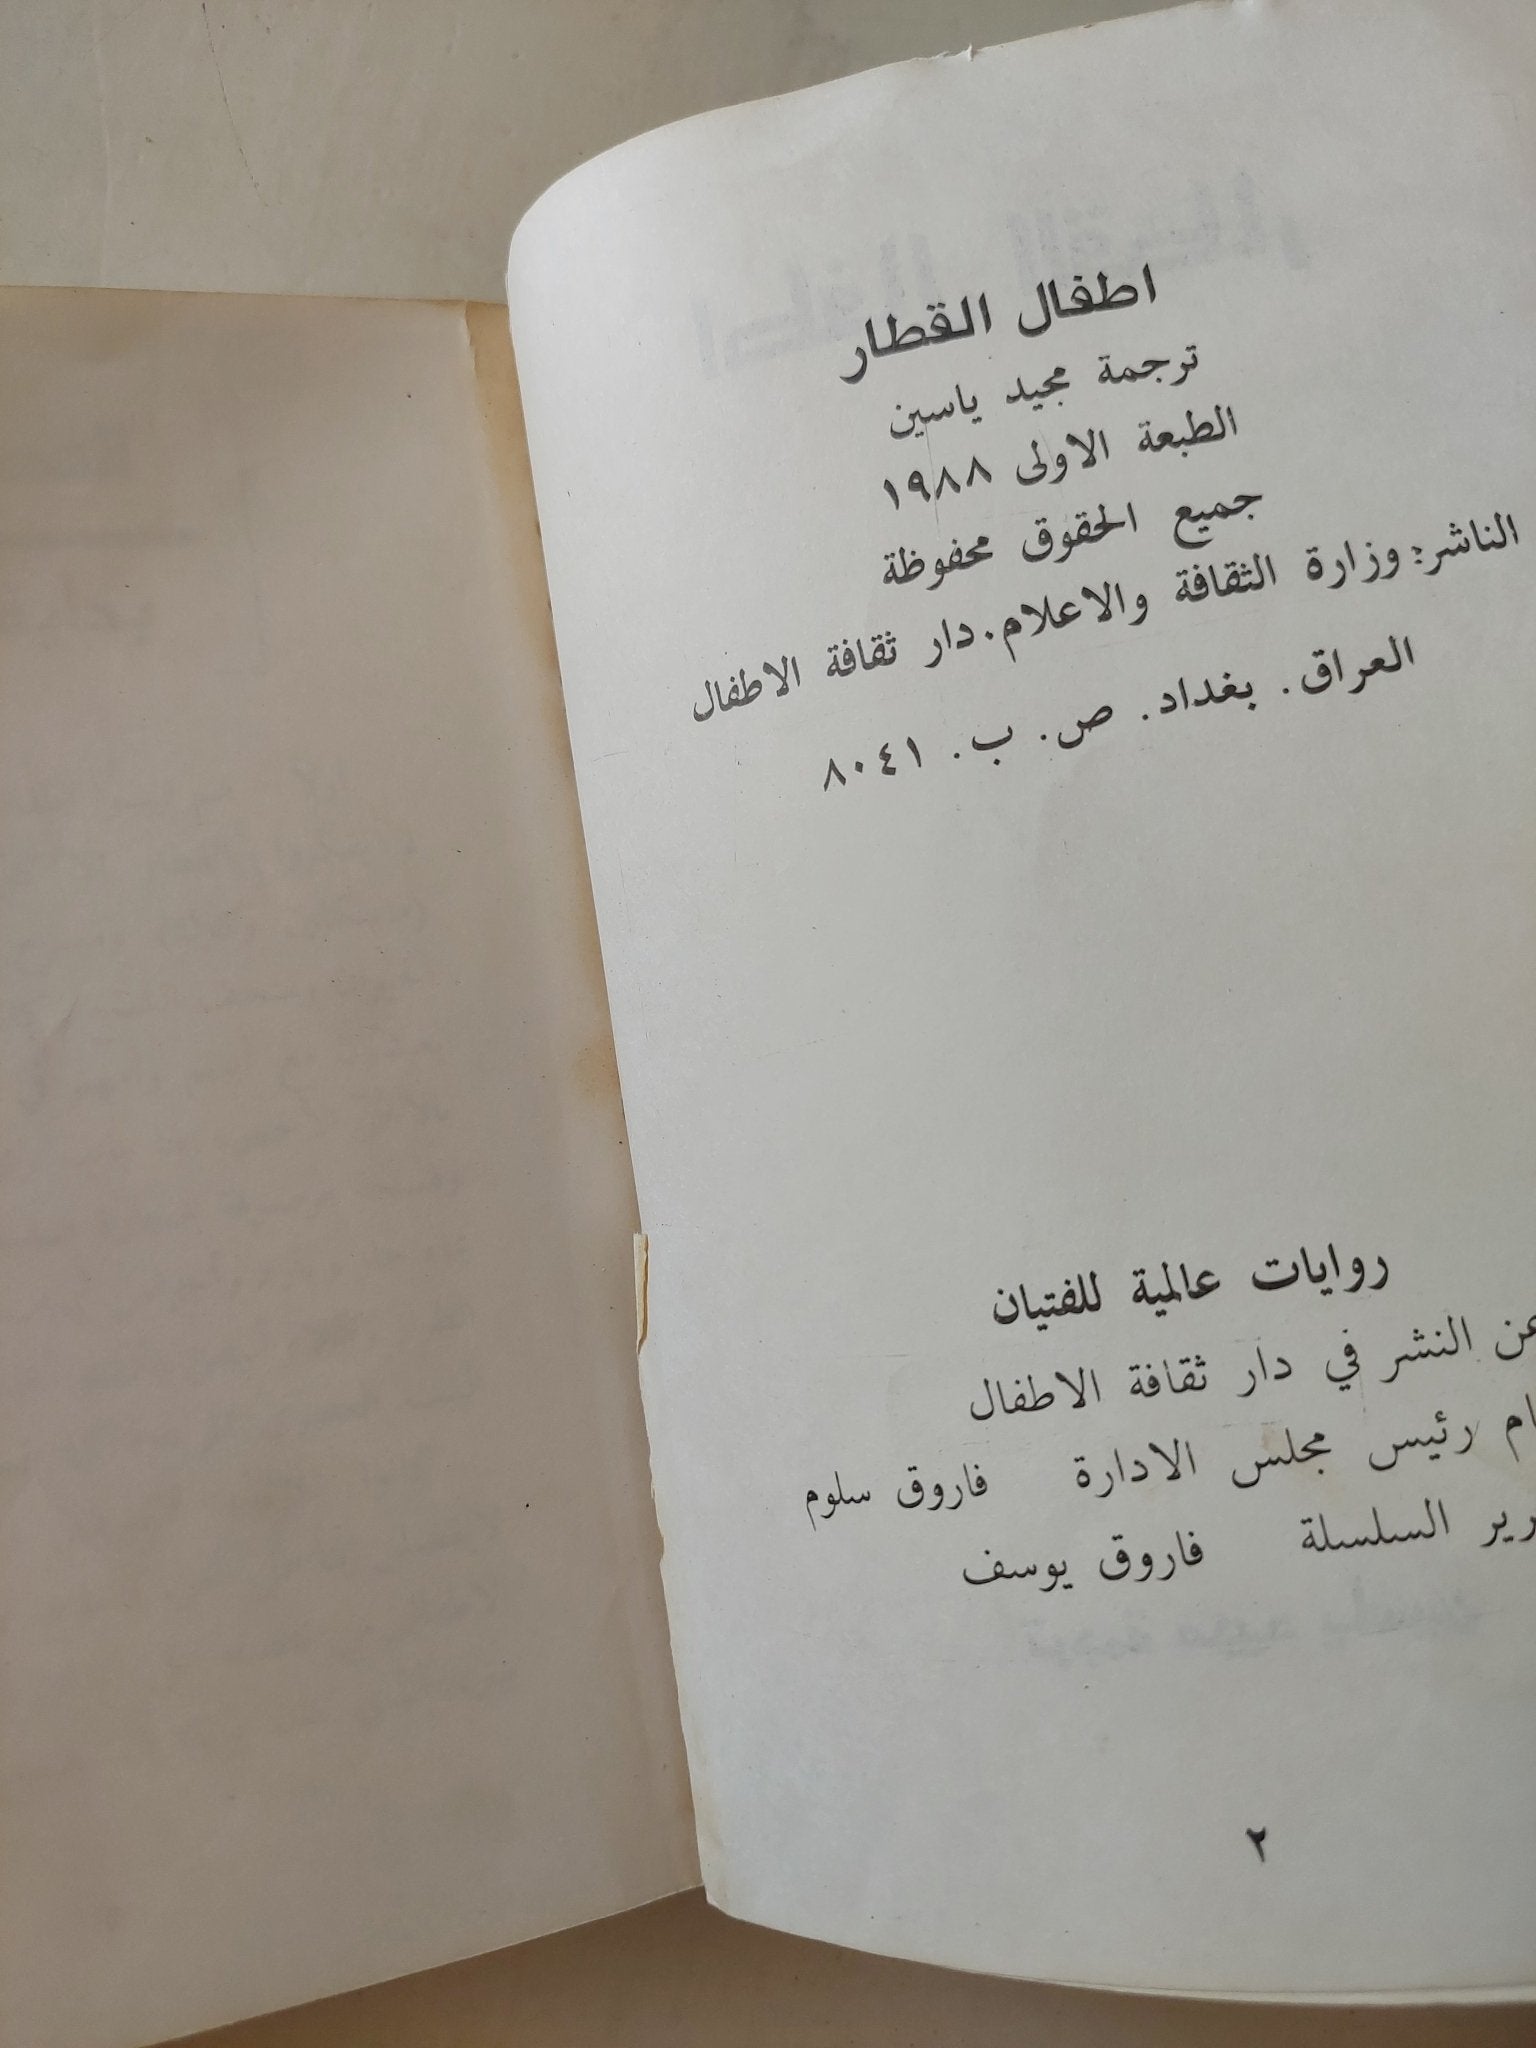 اطفال القطار
ترجمة مجيد ياسين
الطبعة الاولى ١٩٨٨
جميع الحقوق محفوظة
الناشر: وزارة الثقافة والاعلام. دار ثقافة الاطفال
العراق. بغداد. ص. ب. ٨٠٤١
روايات عالمية للفتيان
عن النشر في دار ثقافة الاطفال
رئيس مجلس الادارة فاروق سلوم
السلسلة فاروق يوسف
٢